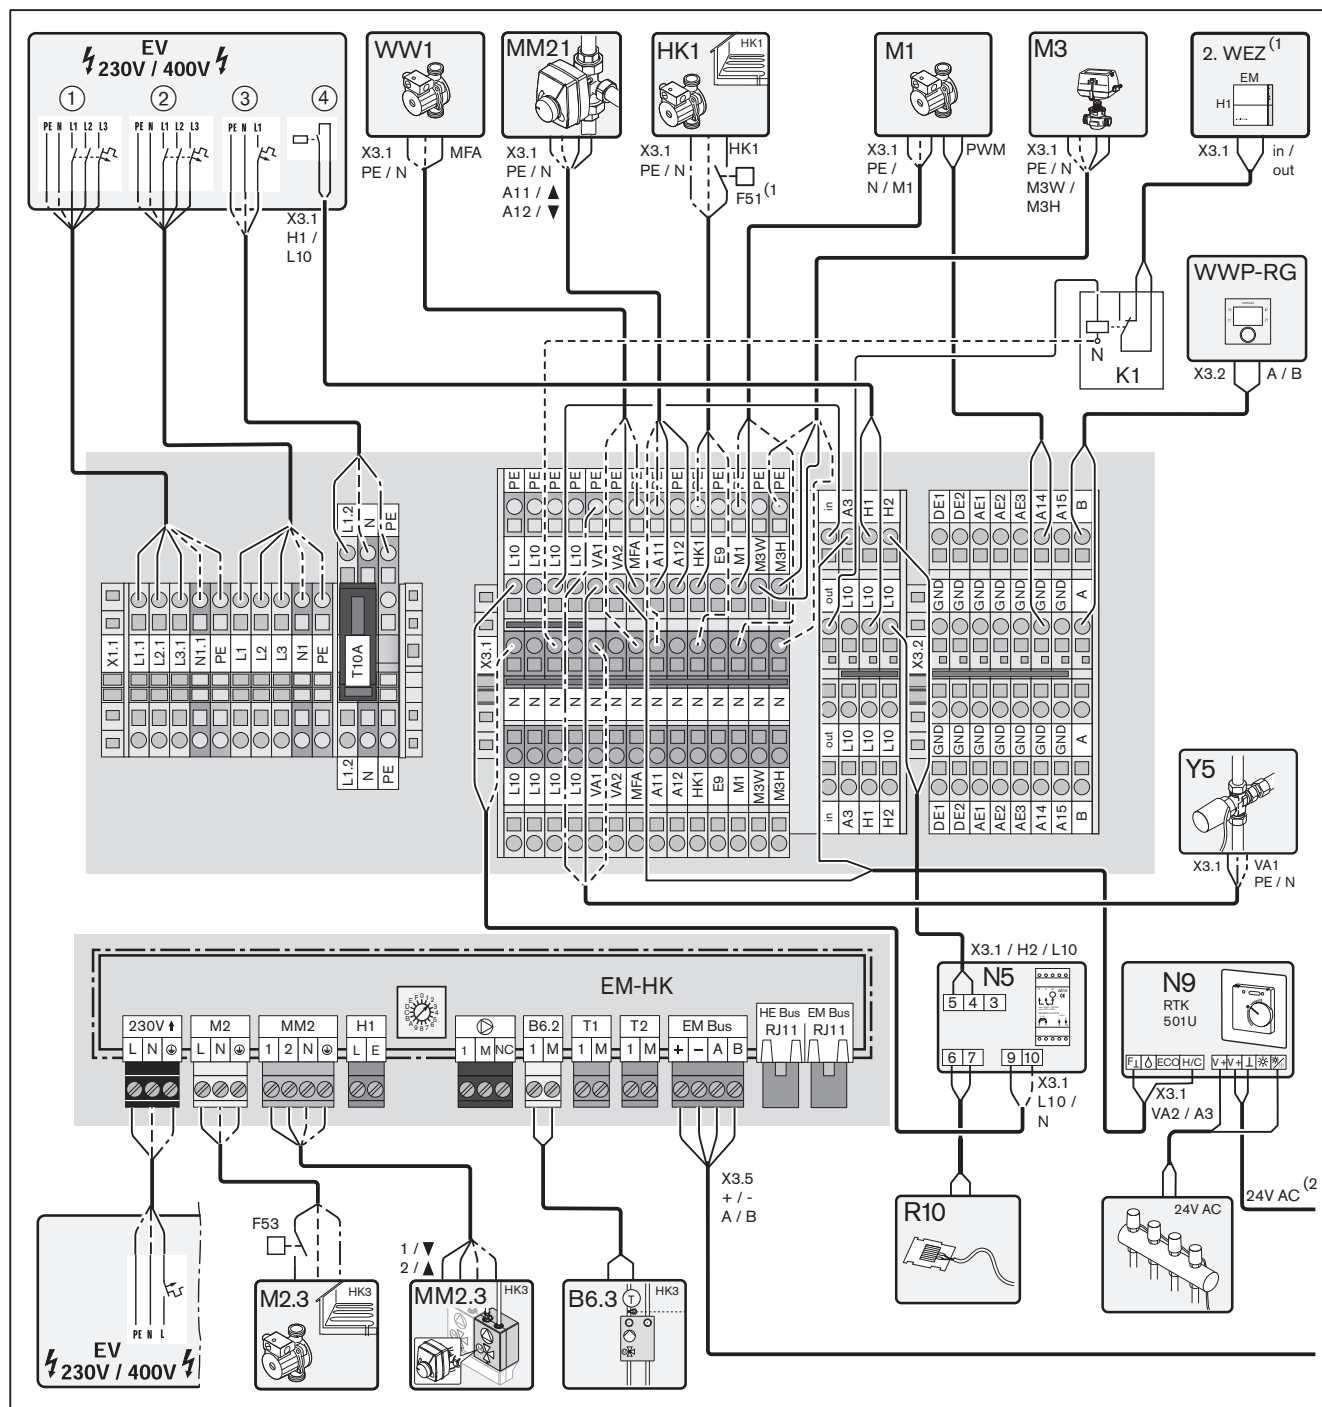 EV
230V / 400V
1 2 3 4
PE N L1 L2 L3
PE N L1 L2 L3
PE N L1
X3.1
H1 /
L10
WW1
X3.1
PE / N
MFA
MM21
X3.1
PE / N
A11 / ▲
A12 / ▼
HK1
HK1
X3.1
PE / N
HK1
F51(1
M1
X3.1
PE /
N / M1
PWM
M3
X3.1
PE / N
M3W /
M3H
2. WEZ (1
EM
H1
X3.1
in /
out
WWP-RG
X3.2
A / B
N
K1
L1.2 N PE
X1.1 L1.1 L2.1 L3.1 N1.1 PE L1 L2 L3 N1 PE
T10A
L1.2 N PE
PE PE PE PE PE PE PE PE PE PE PE PE PE PE
L10 L10 L10 L10 VA1 VA2 MFA A11 A12 HK1 E9 M1 M3W M3H
X3.1
N N N N N N N N N N N N N N
L10 L10 L10 L10 VA1 VA2 MFA A11 A12 HK1 E9 M1 M3W M3H
in A3 H1 H2
out L10 L10 L10
X3.2
out L10 L10 L10
in A3 H1 H2
DE1 DE2 AE1 AE2 AE3 A14 A15 B
GND GND GND GND GND GND GND A
GND GND GND GND GND GND GND A
DE1 DE2 AE1 AE2 AE3 A14 A15 B
Y5
X3.1
VA1
PE / N
EM-HK
230V
L N
M2
L N
MM2
1 2 N
H1
L E
1 M NC
B6.2
1 M
T1
1 M
T2
1 M
EM Bus
+ − A B
HE Bus
RJ11
EM Bus
RJ11
X3.1 / H2 / L10
N5
5 4 3
6 7
9 10
X3.1
L10 /
N
N9
RTK
501U
ECO H/C V+ V+
X3.1
VA2 / A3
X3.5
+ / -
A / B
R10
24V AC
24V AC (2
EV
230V / 400V
PE N L
F53
M2.3
HK3
1 / ▼
2 / ▲
MM2.3
HK3
B6.3
T
HK3